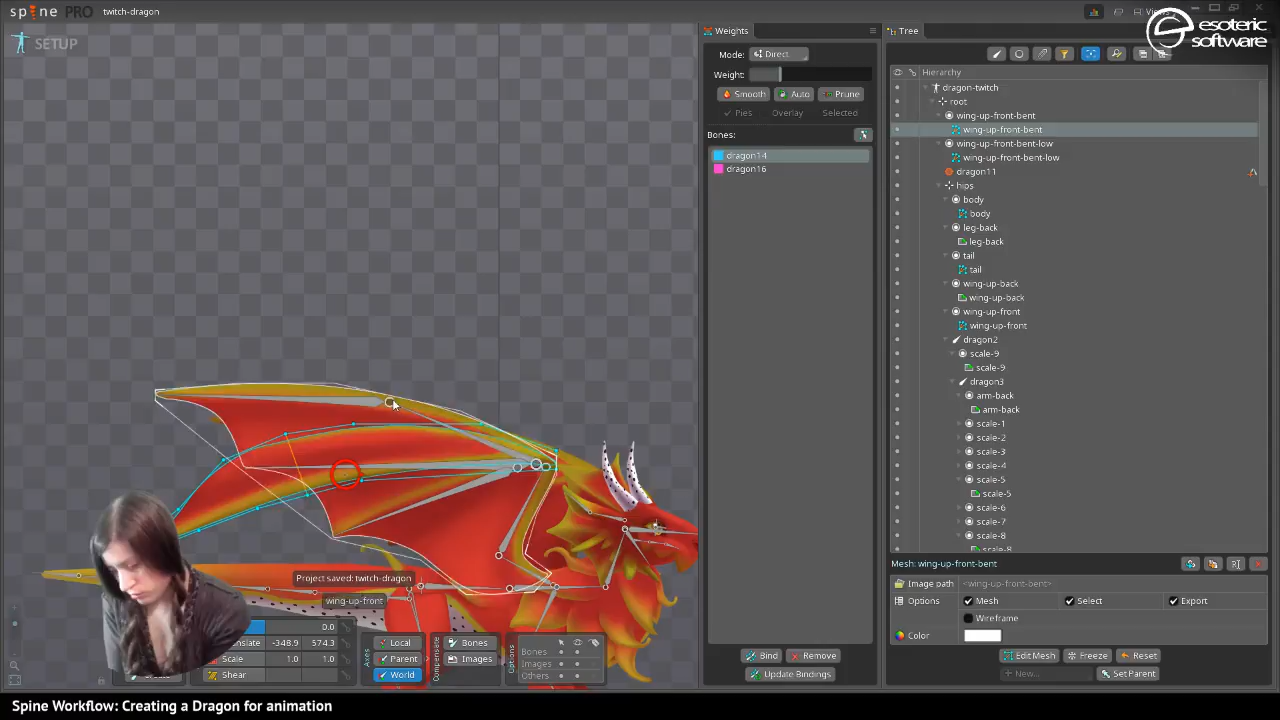 spine PRO twitch-dragon
Views
esoteric software
SETUP
Weights
Mode: Direct
Weight:
Smooth Auto Prune
Pies Overlay Selected
Bones:
dragon14
dragon16
Bind Remove
Update Bindings
Tree
Hierarchy
dragon-twitch
root
wing-up-front-bent
wing-up-front-bent
wing-up-front-bent-low
wing-up-front-bent-low
dragon11
hips
body
body
leg-back
leg-back
tail
tail
wing-up-back
wing-up-back
wing-up-front
wing-up-front
dragon2
scale-9
scale-9
dragon3
arm-back
arm-back
scale-1
scale-2
scale-3
scale-4
scale-5
scale-5
scale-6
scale-7
scale-8
scale-8
Mesh: wing-up-front-bent
Image path <wing-up-front-bent>
Options Mesh Select Export
Wireframe
Color
Edit Mesh Freeze Reset
New... Set Parent
Project saved: twitch-dragon
wing-up-front
0.0
-348.9 574.3
Scale 1.0 1.0
Shear
Axes
Local
Parent
World
Compensate
Bones
Images
Options
Bones
Images
Others
Spine Workflow: Creating a Dragon for animation